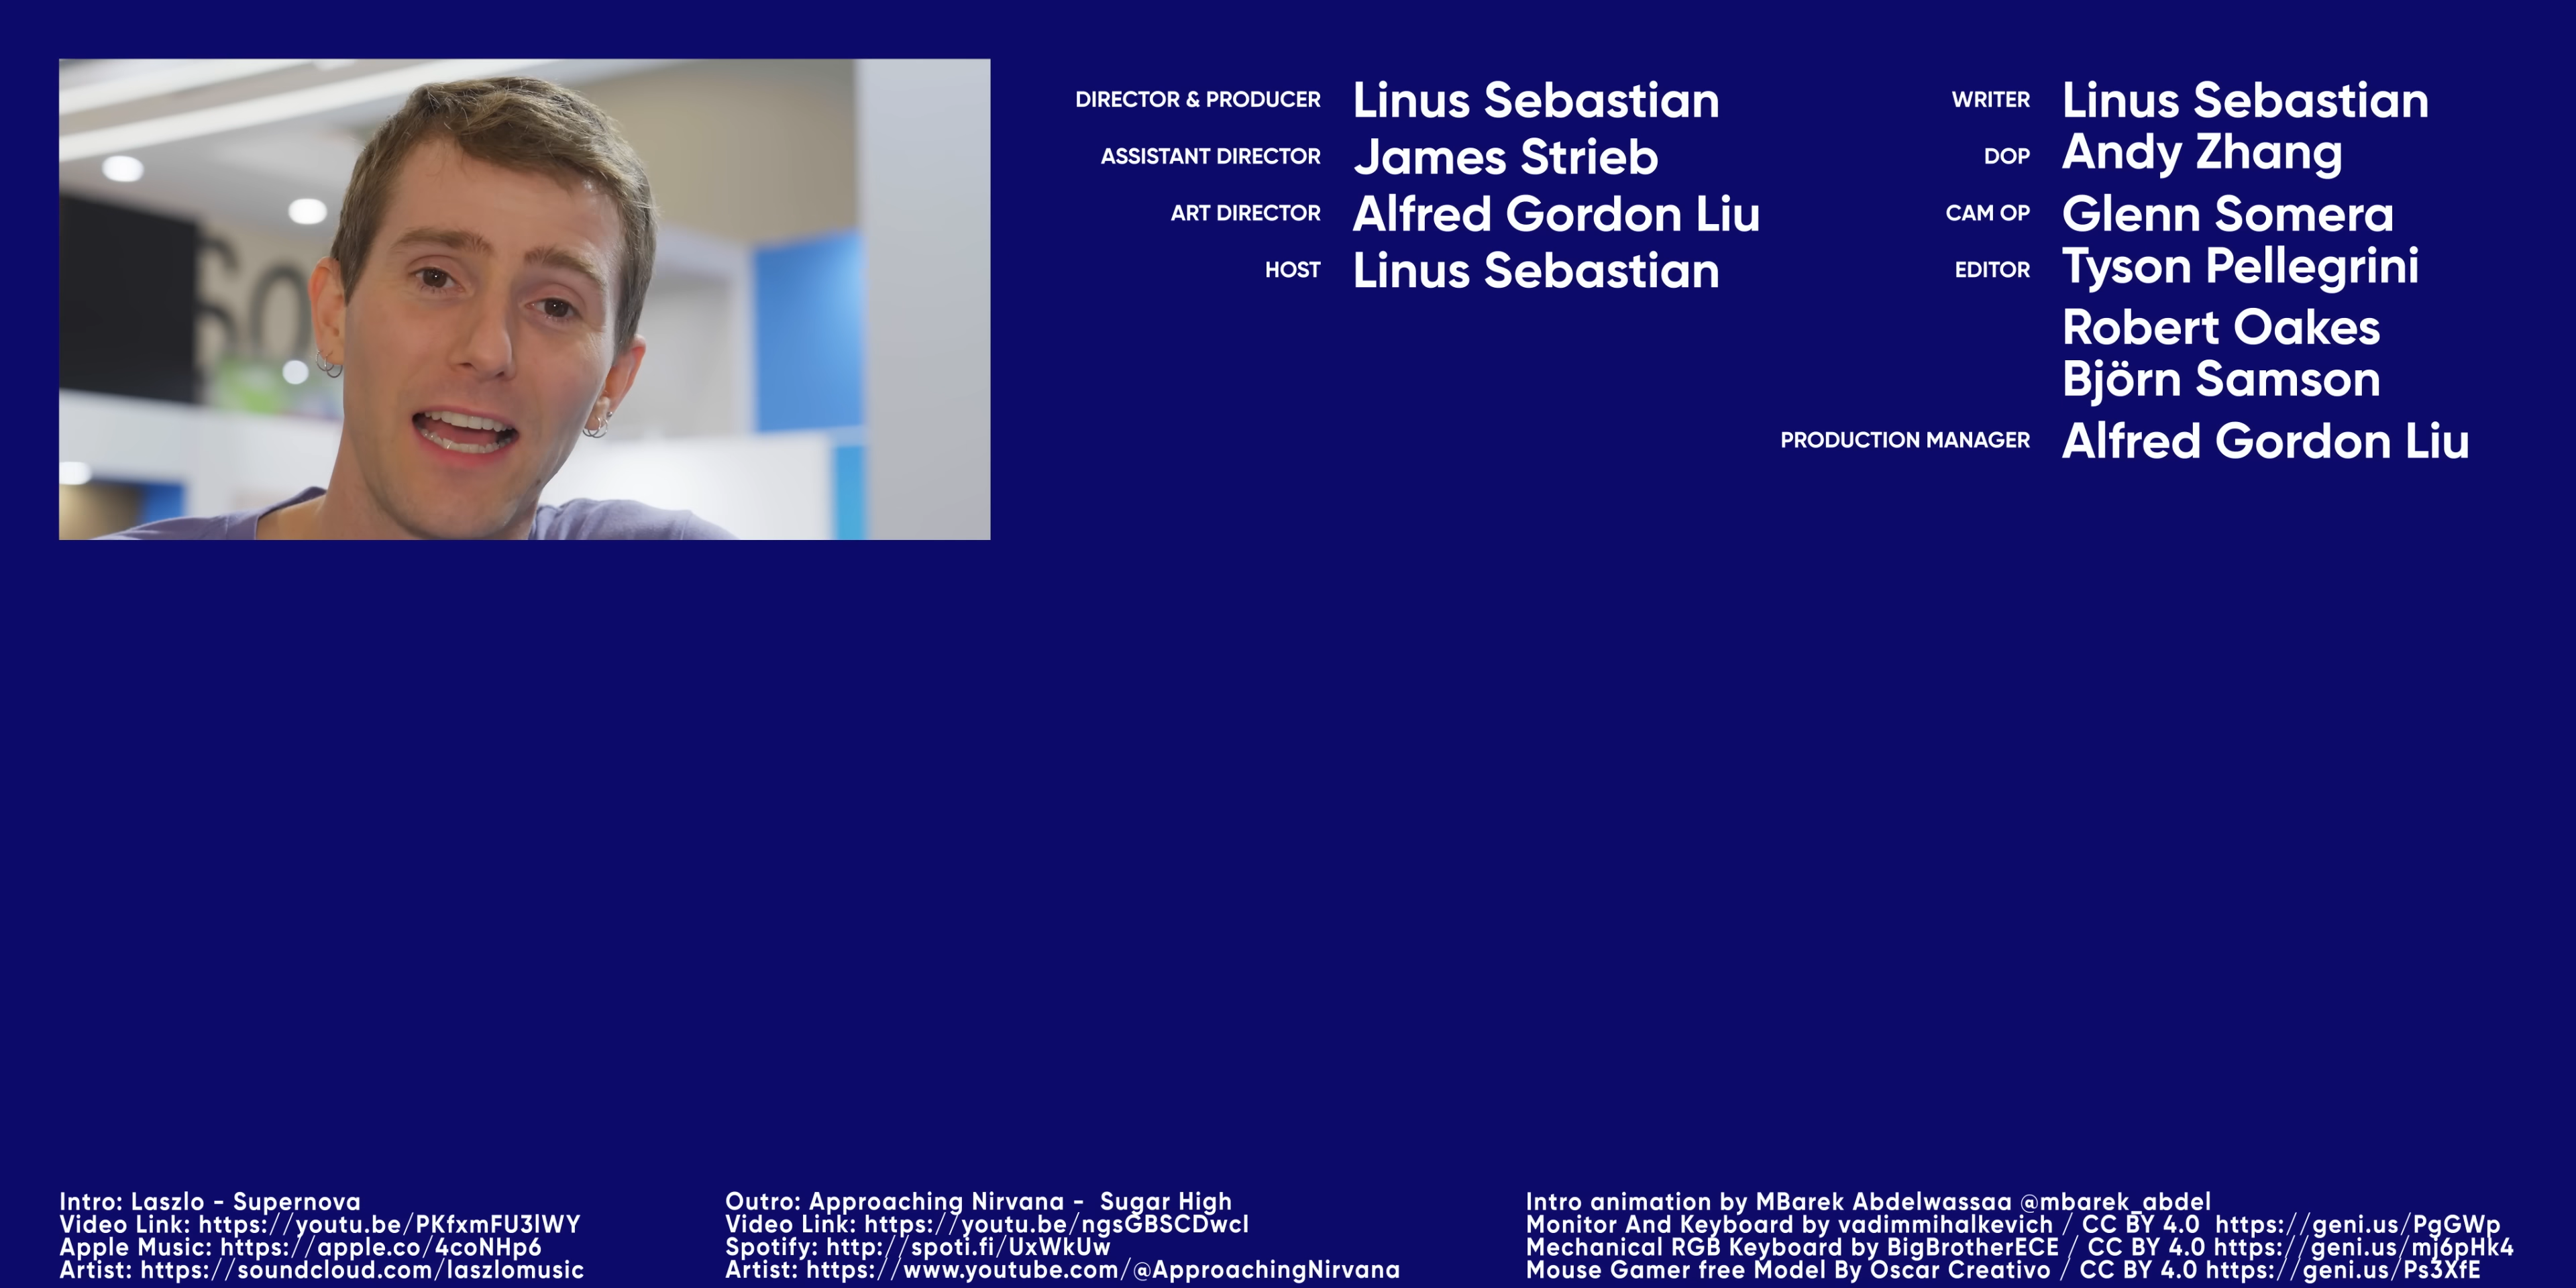 DIRECTOR & PRODUCER Linus Sebastian
ASSISTANT DIRECTOR James Strieb
ART DIRECTOR Alfred Gordon Liu
HOST Linus Sebastian
WRITER Linus Sebastian
DOP Andy Zhang
CAM OP Glenn Somera
EDITOR Tyson Pellegrini
Robert Oakes
Björn Samson
PRODUCTION MANAGER Alfred Gordon Liu
60
Intro: Laszlo - Supernova
Video Link: https://youtu.be/PKfxmFU3lWY
Apple Music: https://apple.co/4coNHp6
Artist: https://soundcloud.com/laszlomusic
Outro: Approaching Nirvana - Sugar High
Video Link: https://youtu.be/ngsGBSCDwcI
Spotify: http://spoti.fi/UxWkUw
Artist: https://www.youtube.com/@ApproachingNirvana
Intro animation by MBarek Abdelwassaa @mbarek_abdel
Monitor And Keyboard by vadimmihalkevich / CC BY 4.0 https://geni.us/PgGWp
Mechanical RGB Keyboard by BigBrotherECE / CC BY 4.0 https://geni.us/mj6pHk4
Mouse Gamer free Model By Oscar Creativo / CC BY 4.0 https://geni.us/Ps3XfE